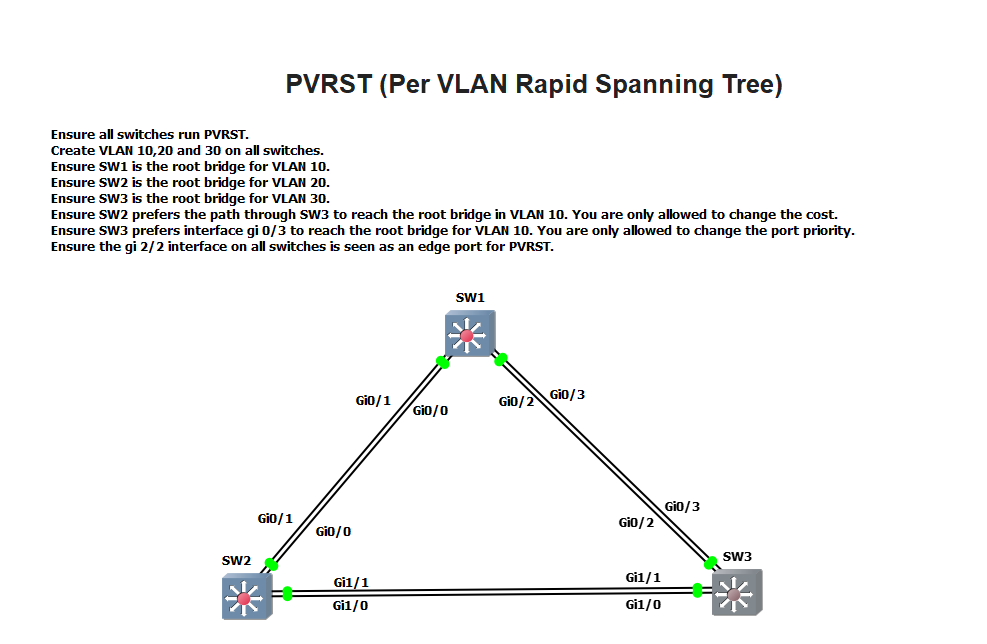 PVRST (Per VLAN Rapid Spanning Tree)
Ensure all switches run PVRST.
Create VLAN 10,20 and 30 on all switches.
Ensure SW1 is the root bridge for VLAN 10.
Ensure SW2 is the root bridge for VLAN 20.
Ensure SW3 is the root bridge for VLAN 30.
Ensure SW2 prefers the path through SW3 to reach the root bridge in VLAN 10. You are only allowed to change the cost.
Ensure SW3 prefers interface gi 0/3 to reach the root bridge for VLAN 10. You are only allowed to change the port priority.
Ensure the gi 2/2 interface on all switches is seen as an edge port for PVRST.
SW1
Gi0/1
Gi0/0
Gi0/2
Gi0/3
Gi0/1
Gi0/0
Gi0/3
Gi0/2
SW2
SW3
Gi1/1
Gi1/1
Gi1/0
Gi1/0